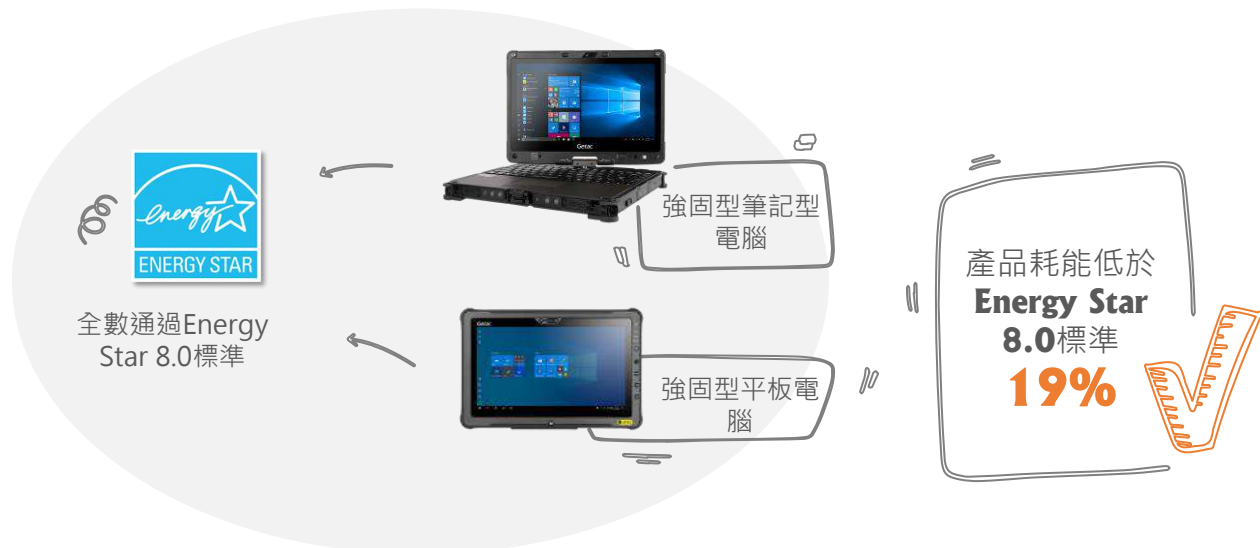 Getac
強固型筆記型
電腦
energy
ENERGY STAR
全數通過Energy
Star 8.0標準
Getac
強固型平板電
腦
產品耗能低於
Energy Star
8.0標準
19%